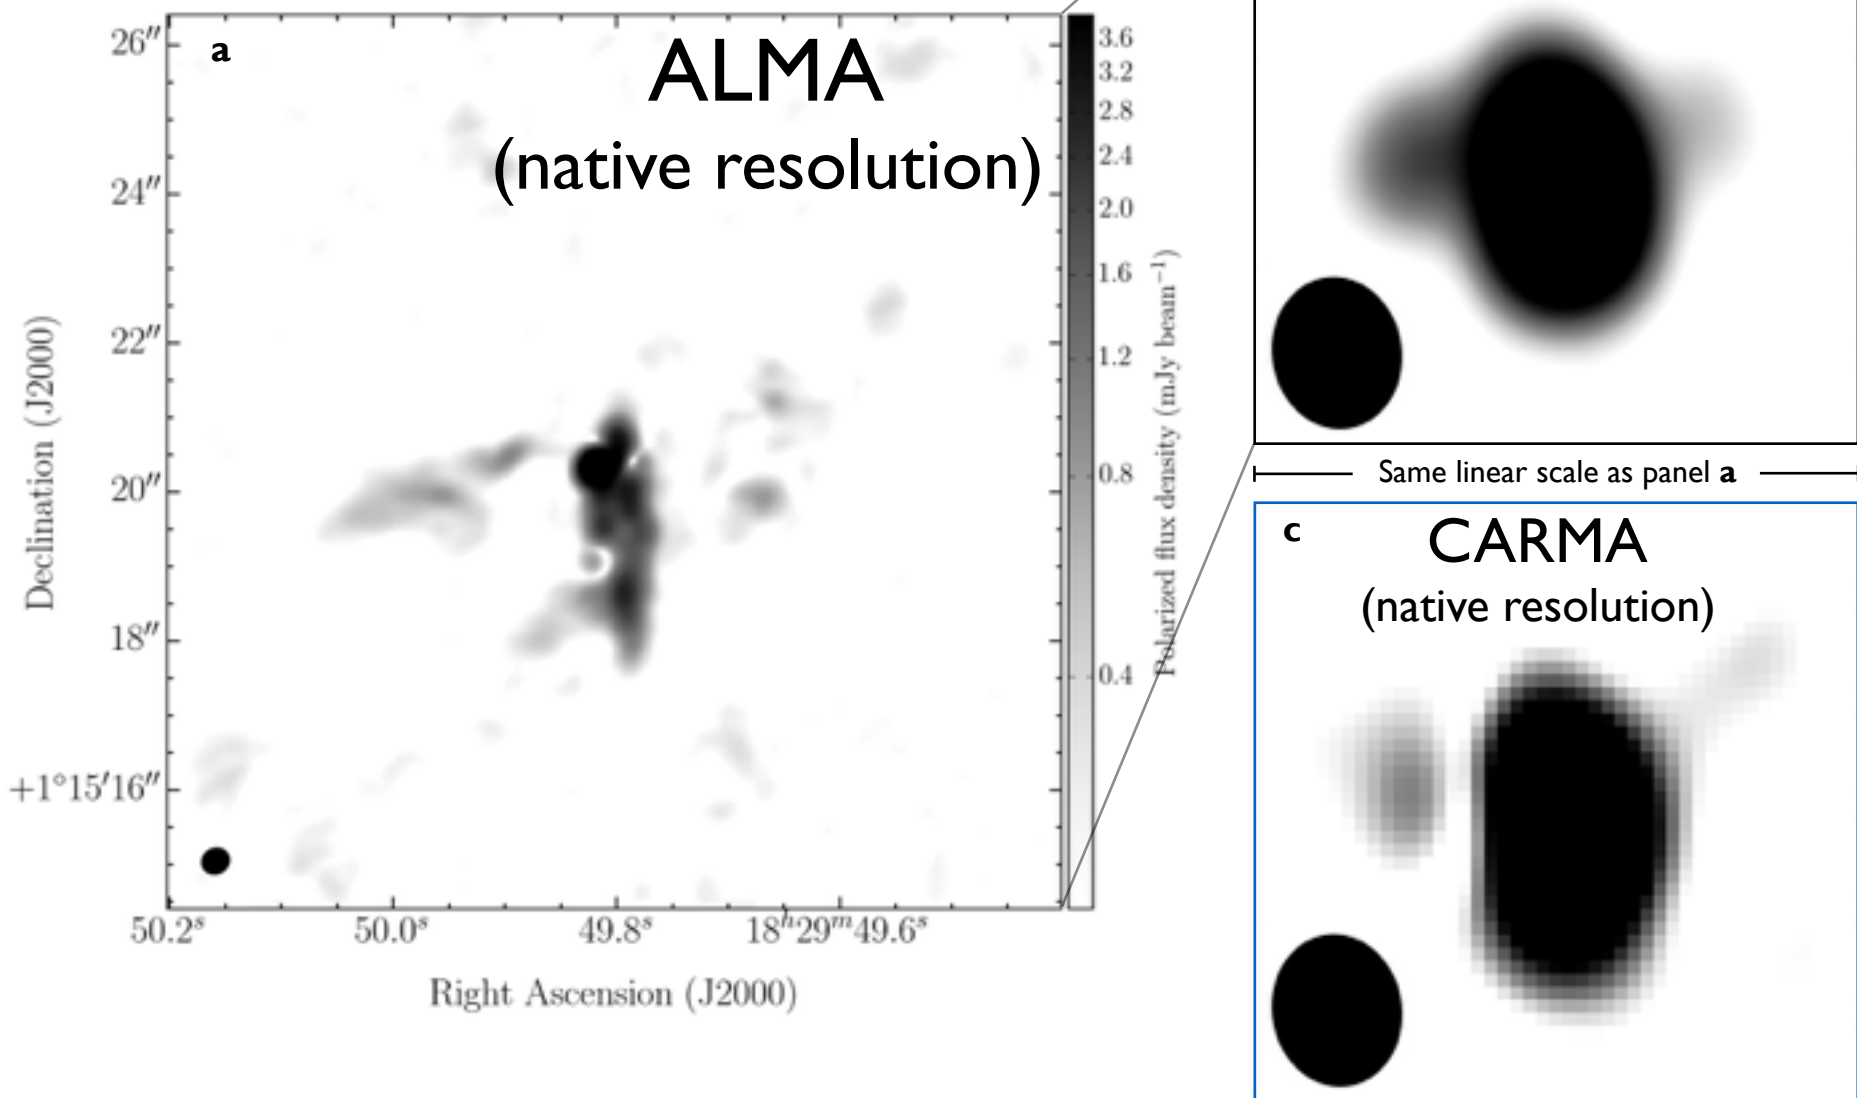 a
ALMA
(native resolution)
26″
24″
22″
20″
18″
+1°15′16″
Declination (J2000)
50.2ˢ
50.0ˢ
49.8ˢ
18ʰ29ᵐ49.6ˢ
Right Ascension (J2000)
3.6
3.2
2.8
2.4
2.0
1.6
1.2
0.8
0.4
Polarized flux density (mJy beam⁻¹)
Same linear scale as panel a
c
CARMA
(native resolution)